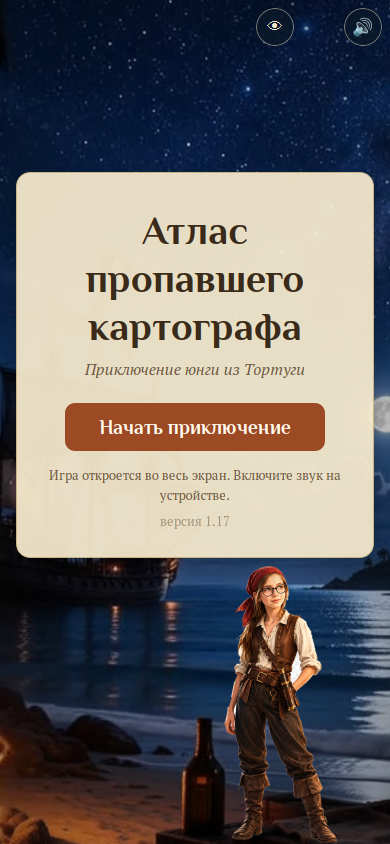 Атлас
пропавшего
картографа
Приключение юнги из Тортуги
Начать приключение
Игра откроется во весь экран. Включите звук на
устройстве.
версия 1.17